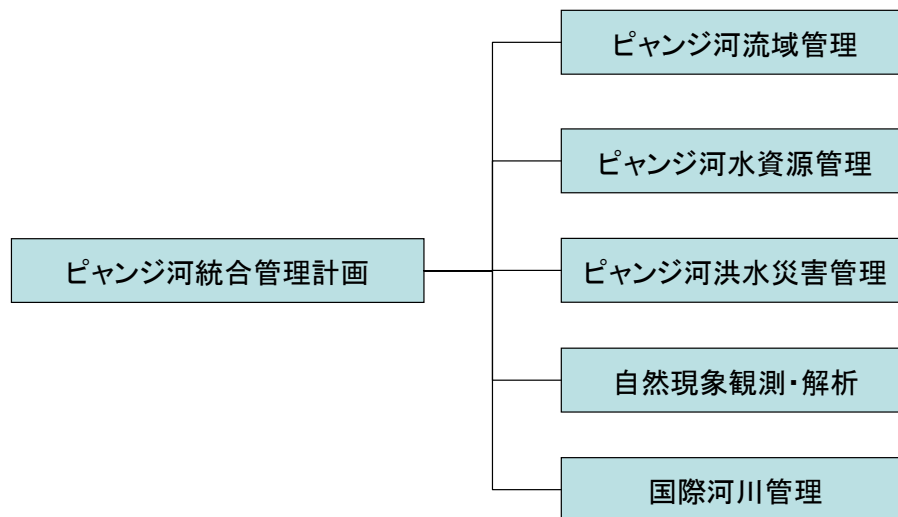 ピャンジ河流域管理
ピャンジ河水資源管理
ピャンジ河統合管理計画
ピャンジ河洪水災害管理
自然現象観測・解析
国際河川管理